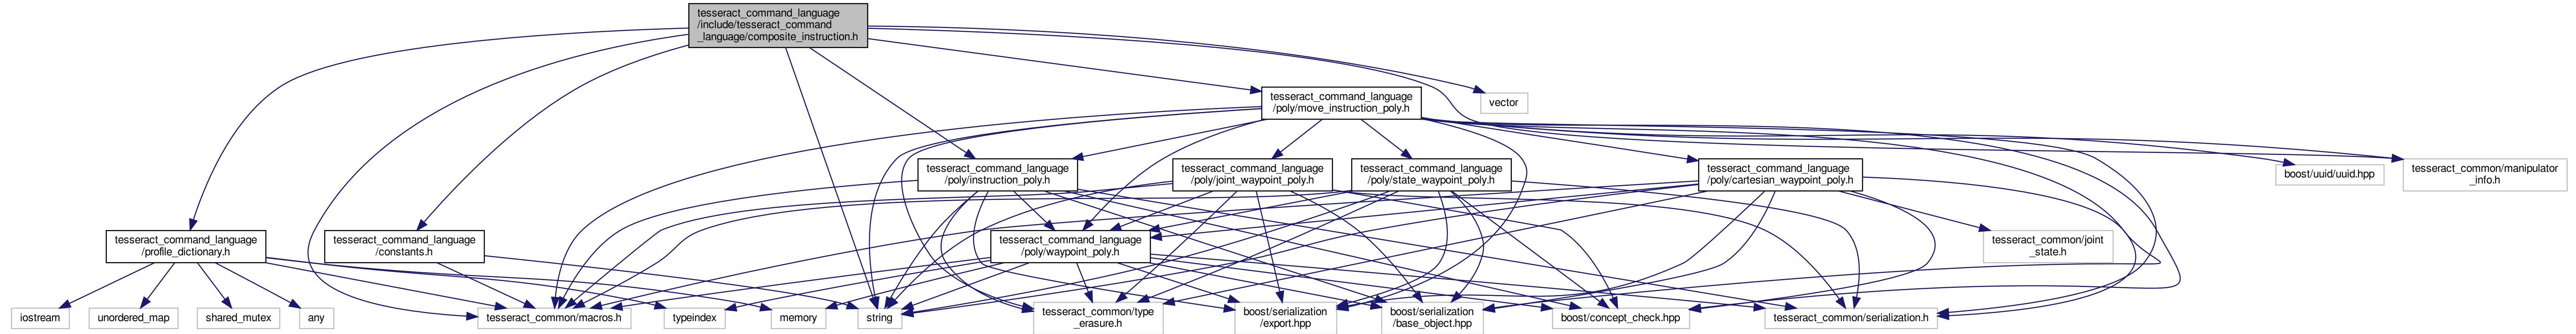 tesseract_command_language
/include/tesseract_command
_language/composite_instruction.h
tesseract_command_language
/poly/move_instruction_poly.h
vector
tesseract_command_language
/poly/instruction_poly.h
tesseract_command_language
/poly/joint_waypoint_poly.h
tesseract_command_language
/poly/state_waypoint_poly.h
tesseract_command_language
/poly/cartesian_waypoint_poly.h
boost/uuid/uuid.hpp
tesseract_common/manipulator
_info.h
tesseract_command_language
/profile_dictionary.h
tesseract_command_language
/constants.h
tesseract_command_language
/poly/waypoint_poly.h
tesseract_common/joint
_state.h
iostream
unordered_map
shared_mutex
any
tesseract_common/macros.h
typeindex
memory
string
tesseract_common/type
_erasure.h
boost/serialization
/export.hpp
boost/serialization
/base_object.hpp
boost/concept_check.hpp
tesseract_common/serialization.h